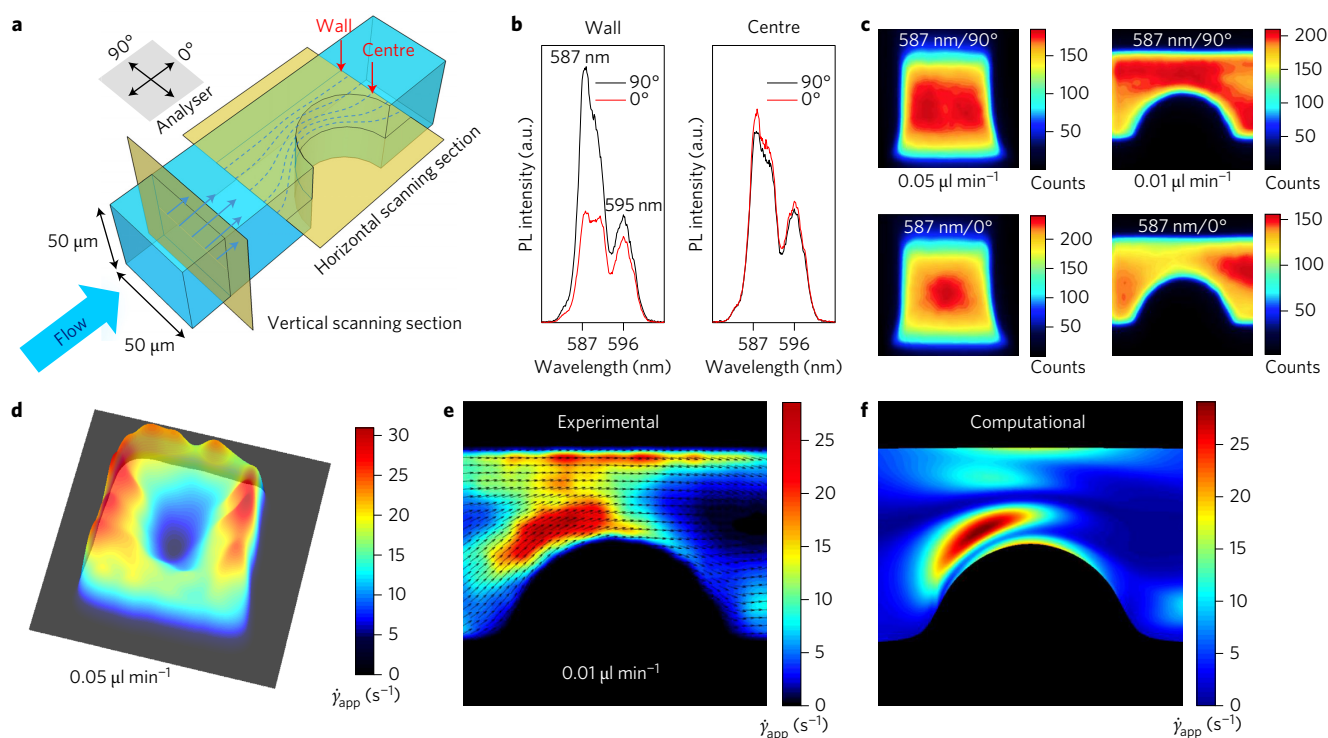 a
90°
0°
Analyser
Wall
Centre
Horizontal scanning section
50 µm
50 µm
Flow
Vertical scanning section
b
Wall
Centre
PL intensity (a.u.)
587 nm
90°
0°
595 nm
587
596
Wavelength (nm)
PL intensity (a.u.)
90°
0°
587
596
Wavelength (nm)
c
587 nm/90°
0.05 µl min⁻¹
150
100
50
Counts
587 nm/90°
0.01 µl min⁻¹
200
150
100
50
Counts
587 nm/0°
200
150
100
50
Counts
587 nm/0°
150
100
50
Counts
d
0.05 µl min⁻¹
30
25
20
15
10
5
0
γ̇app (s⁻¹)
e
Experimental
0.01 µl min⁻¹
25
20
15
10
5
0
γ̇app (s⁻¹)
f
Computational
25
20
15
10
5
0
γ̇app (s⁻¹)